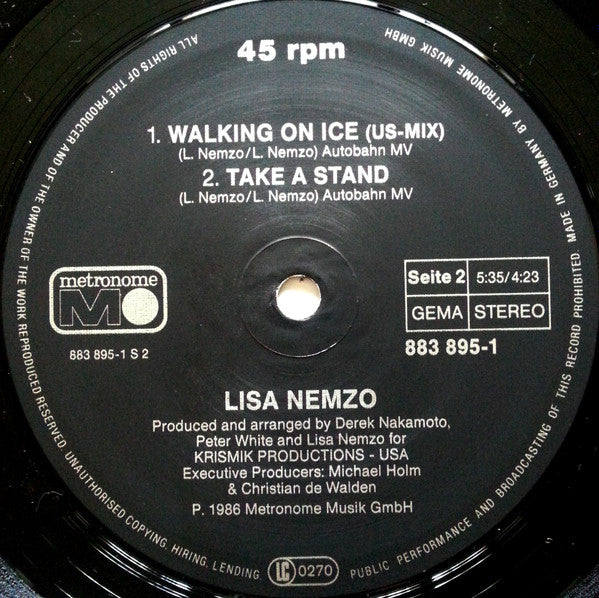 45 rpm
1. WALKING ON ICE (US-MIX)
(L. Nemzo/L. Nemzo) Autobahn MV
2. TAKE A STAND
(L. Nemzo/L. Nemzo) Autobahn MV
metronome
883 895-1 S 2
Seite 2 5:35/4:23
GEMA STEREO
883 895-1
LISA NEMZO
Produced and arranged by Derek Nakamoto,
Peter White and Lisa Nemzo for
KRISMIK PRODUCTIONS - USA
Executive Producers: Michael Holm
& Christian de Walden
P. 1986 Metronome Musik GmbH
ALL RIGHTS OF THE PRODUCER AND OF THE OWNER OF THE WORK REPRODUCED RESERVED. UNAUTHORISED COPYING, HIRING, LENDING, LC 0270 PUBLIC PERFORMANCE AND BROADCASTING OF THIS RECORD PROHIBITED. MADE IN GERMANY BY METRONOME MUSIK GMBH